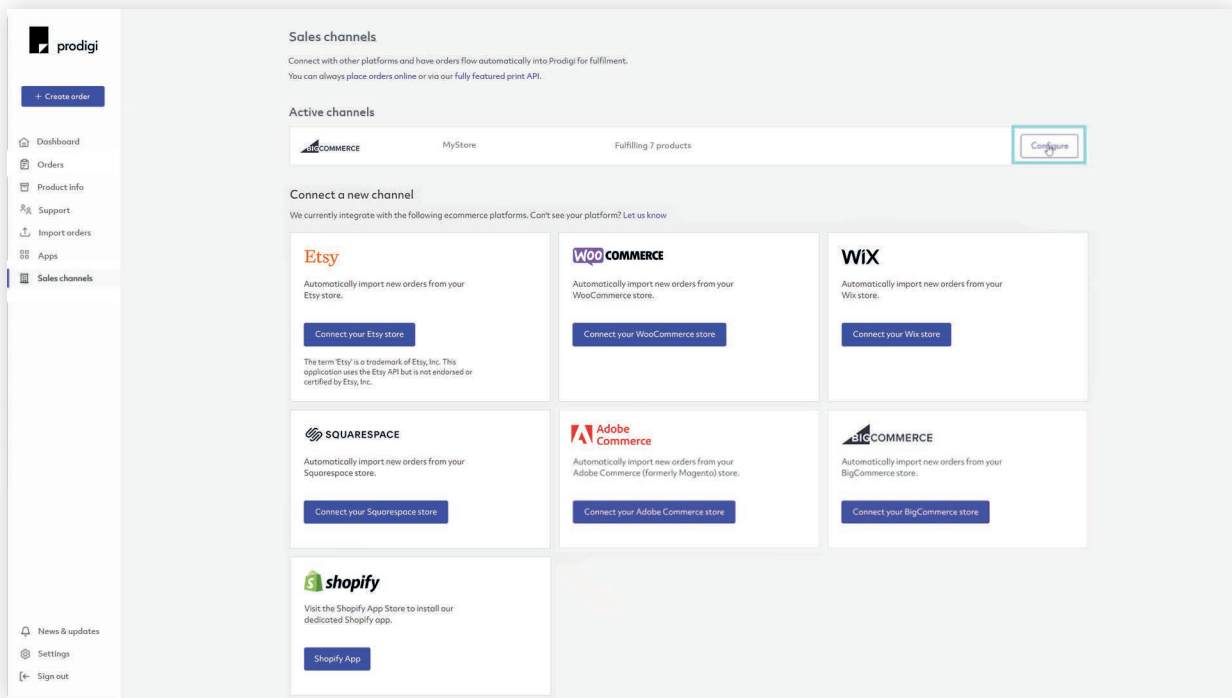 prodigi
+ Create order
Dashboard
Orders
Product info
Support
Import orders
Apps
Sales channels
News & updates
Settings
Sign out
Sales channels
Connect with other platforms and have orders flow automatically into Prodigi for fulfilment.
You can always place orders online or via our fully featured print API.
Active channels
BIGCOMMERCE MyStore Fulfilling 7 products Configure
Connect a new channel
We currently integrate with the following ecommerce platforms. Can't see your platform? Let us know
Etsy
Automatically import new orders from your
Etsy store.
Connect your Etsy store
The term 'Etsy' is a trademark of Etsy, Inc. This
application uses the Etsy API but is not endorsed or
certified by Etsy, Inc.
WOO COMMERCE
Automatically import new orders from your
WooCommerce store.
Connect your WooCommerce store
WiX
Automatically import new orders from your
Wix store.
Connect your Wix store
SQUARESPACE
Automatically import new orders from your
Squarespace store.
Connect your Squarespace store
Adobe
Commerce
Automatically import new orders from your
Adobe Commerce (formerly Magento) store.
Connect your Adobe Commerce store
BIGCOMMERCE
Automatically import new orders from your
BigCommerce store.
Connect your BigCommerce store
shopify
Visit the Shopify App Store to install our
dedicated Shopify app.
Shopify App